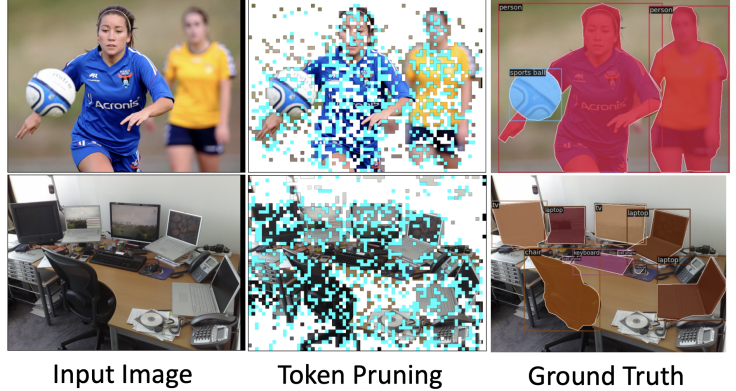 person
person
sports ball
Acronis
Acronis
Acronis
tv
laptop
tv
laptop
chair
keyboard
laptop
Input Image
Token Pruning
Ground Truth